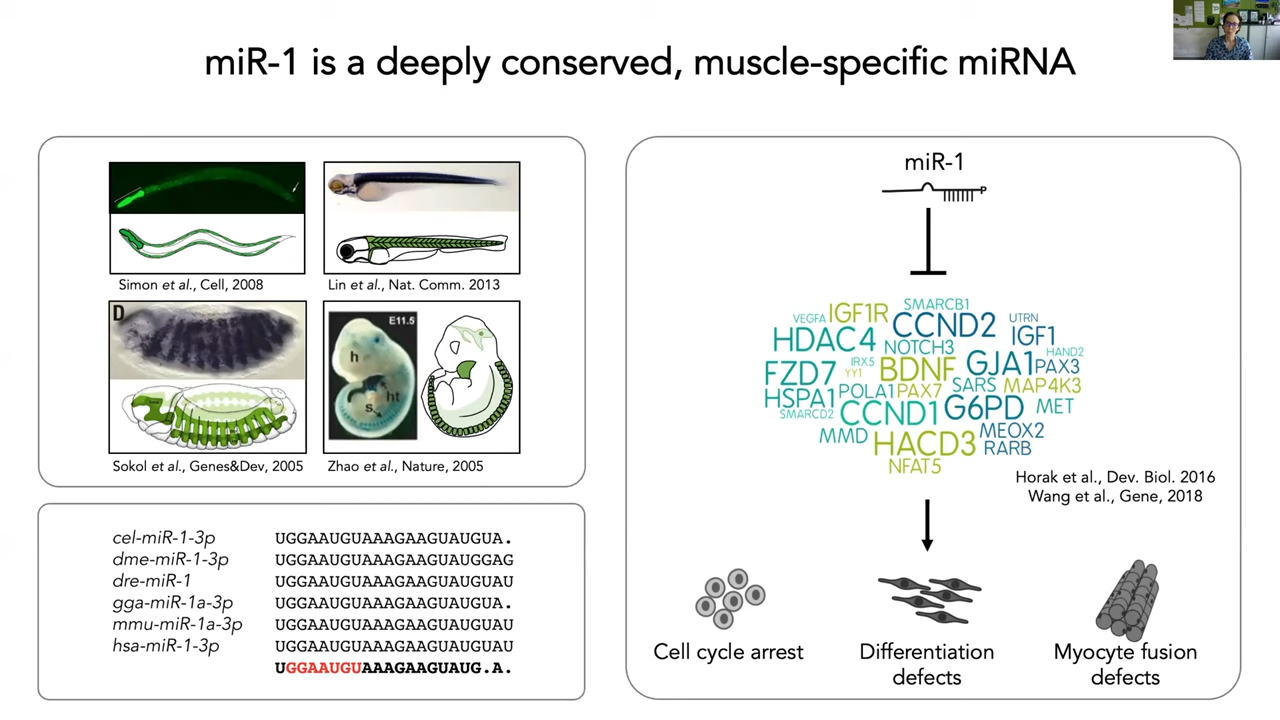 miR-1 is a deeply conserved, muscle-specific miRNA
Simon et al., Cell, 2008
Lin et al., Nat. Comm. 2013
D
E11.5
h
ht
s
Sokol et al., Genes&Dev, 2005
Zhao et al., Nature, 2005
cel-miR-1-3p UGGAAUGUAAAGAAGUAUGUA.
dme-miR-1-3p UGGAAUGUAAAGAAGUAUGGAG
dre-miR-1 UGGAAUGUAAAGAAGUAUGUAU
gga-miR-1a-3p UGGAAUGUAAAGAAGUAUGUA.
mmu-miR-1a-3p UGGAAUGUAAAGAAGUAUGUAU
hsa-miR-1-3p UGGAAUGUAAAGAAGUAUGUAU
UGGAAUGUAAAGAAGUAUG.A.
miR-1
P
SMARCB1
VEGFA IGF1R CCND2 UTRN
HDAC4 NOTCH3 IGF1
FZD7 IRX5 BDNF GJA1 HAND2
YY1 PAX3
HSPA1 POLA1 PAX7 SARS MAP4K3
SMARCD2 CCND1 G6PD MET
MMD HACD3 MEOX2
RARB
NFAT5
Horak et al., Dev. Biol. 2016
Wang et al., Gene, 2018
Cell cycle arrest
Differentiation
defects
Myocyte fusion
defects